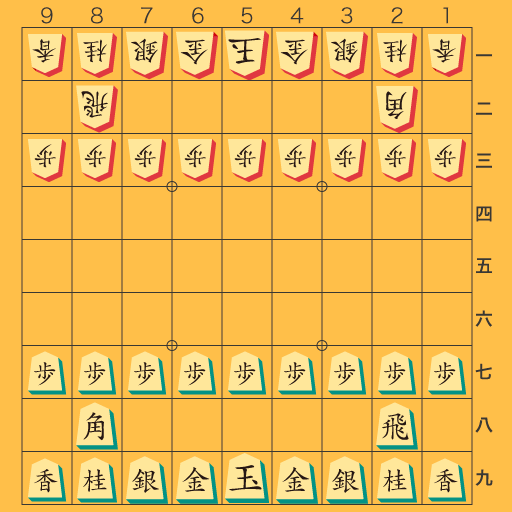 9 8 7 6 5 4 3 2 1
香 桂 銀 金 玉 金 銀 桂 香 一
飛 角 二
歩 歩 歩 歩 歩 歩 歩 歩 歩 三
四
五
六
歩 歩 歩 歩 歩 歩 歩 歩 歩 七
角 飛 八
香 桂 銀 金 玉 金 銀 桂 香 九